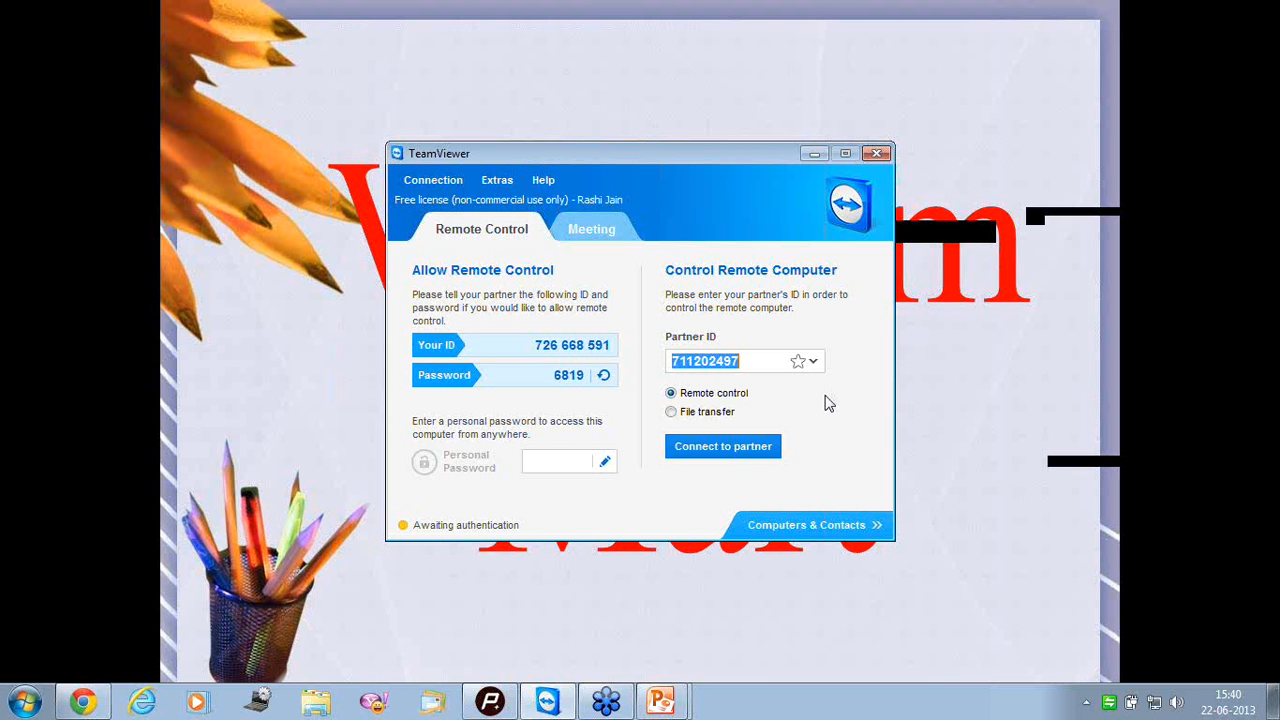 TeamViewer
Connection Extras Help
Free license (non-commercial use only) - Rashi Jain
Remote Control Meeting
Allow Remote Control
Please tell your partner the following ID and
password if you would like to allow remote
control.
Your ID 726 668 591
Password 6819
Enter a personal password to access this
computer from anywhere.
Personal
Password
Awaiting authentication
Control Remote Computer
Please enter your partner's ID in order to
control the remote computer.
Partner ID
711202497
Remote control
File transfer
Connect to partner
Computers & Contacts >>
15:40
22-06-2013